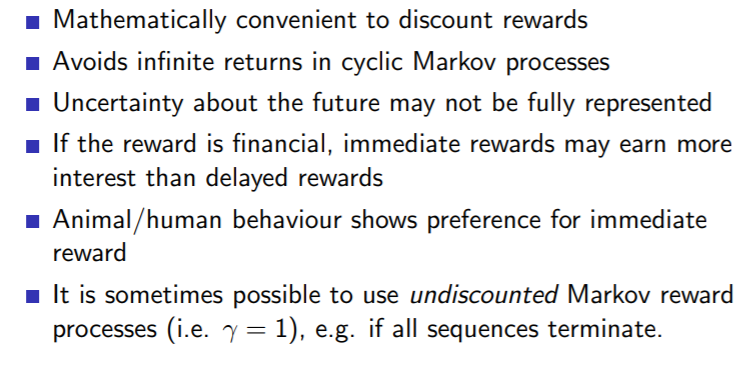 Mathematically convenient to discount rewards
Avoids infinite returns in cyclic Markov processes
Uncertainty about the future may not be fully represented
If the reward is financial, immediate rewards may earn more
interest than delayed rewards
Animal/human behaviour shows preference for immediate
reward
It is sometimes possible to use undiscounted Markov reward
processes (i.e. γ = 1), e.g. if all sequences terminate.